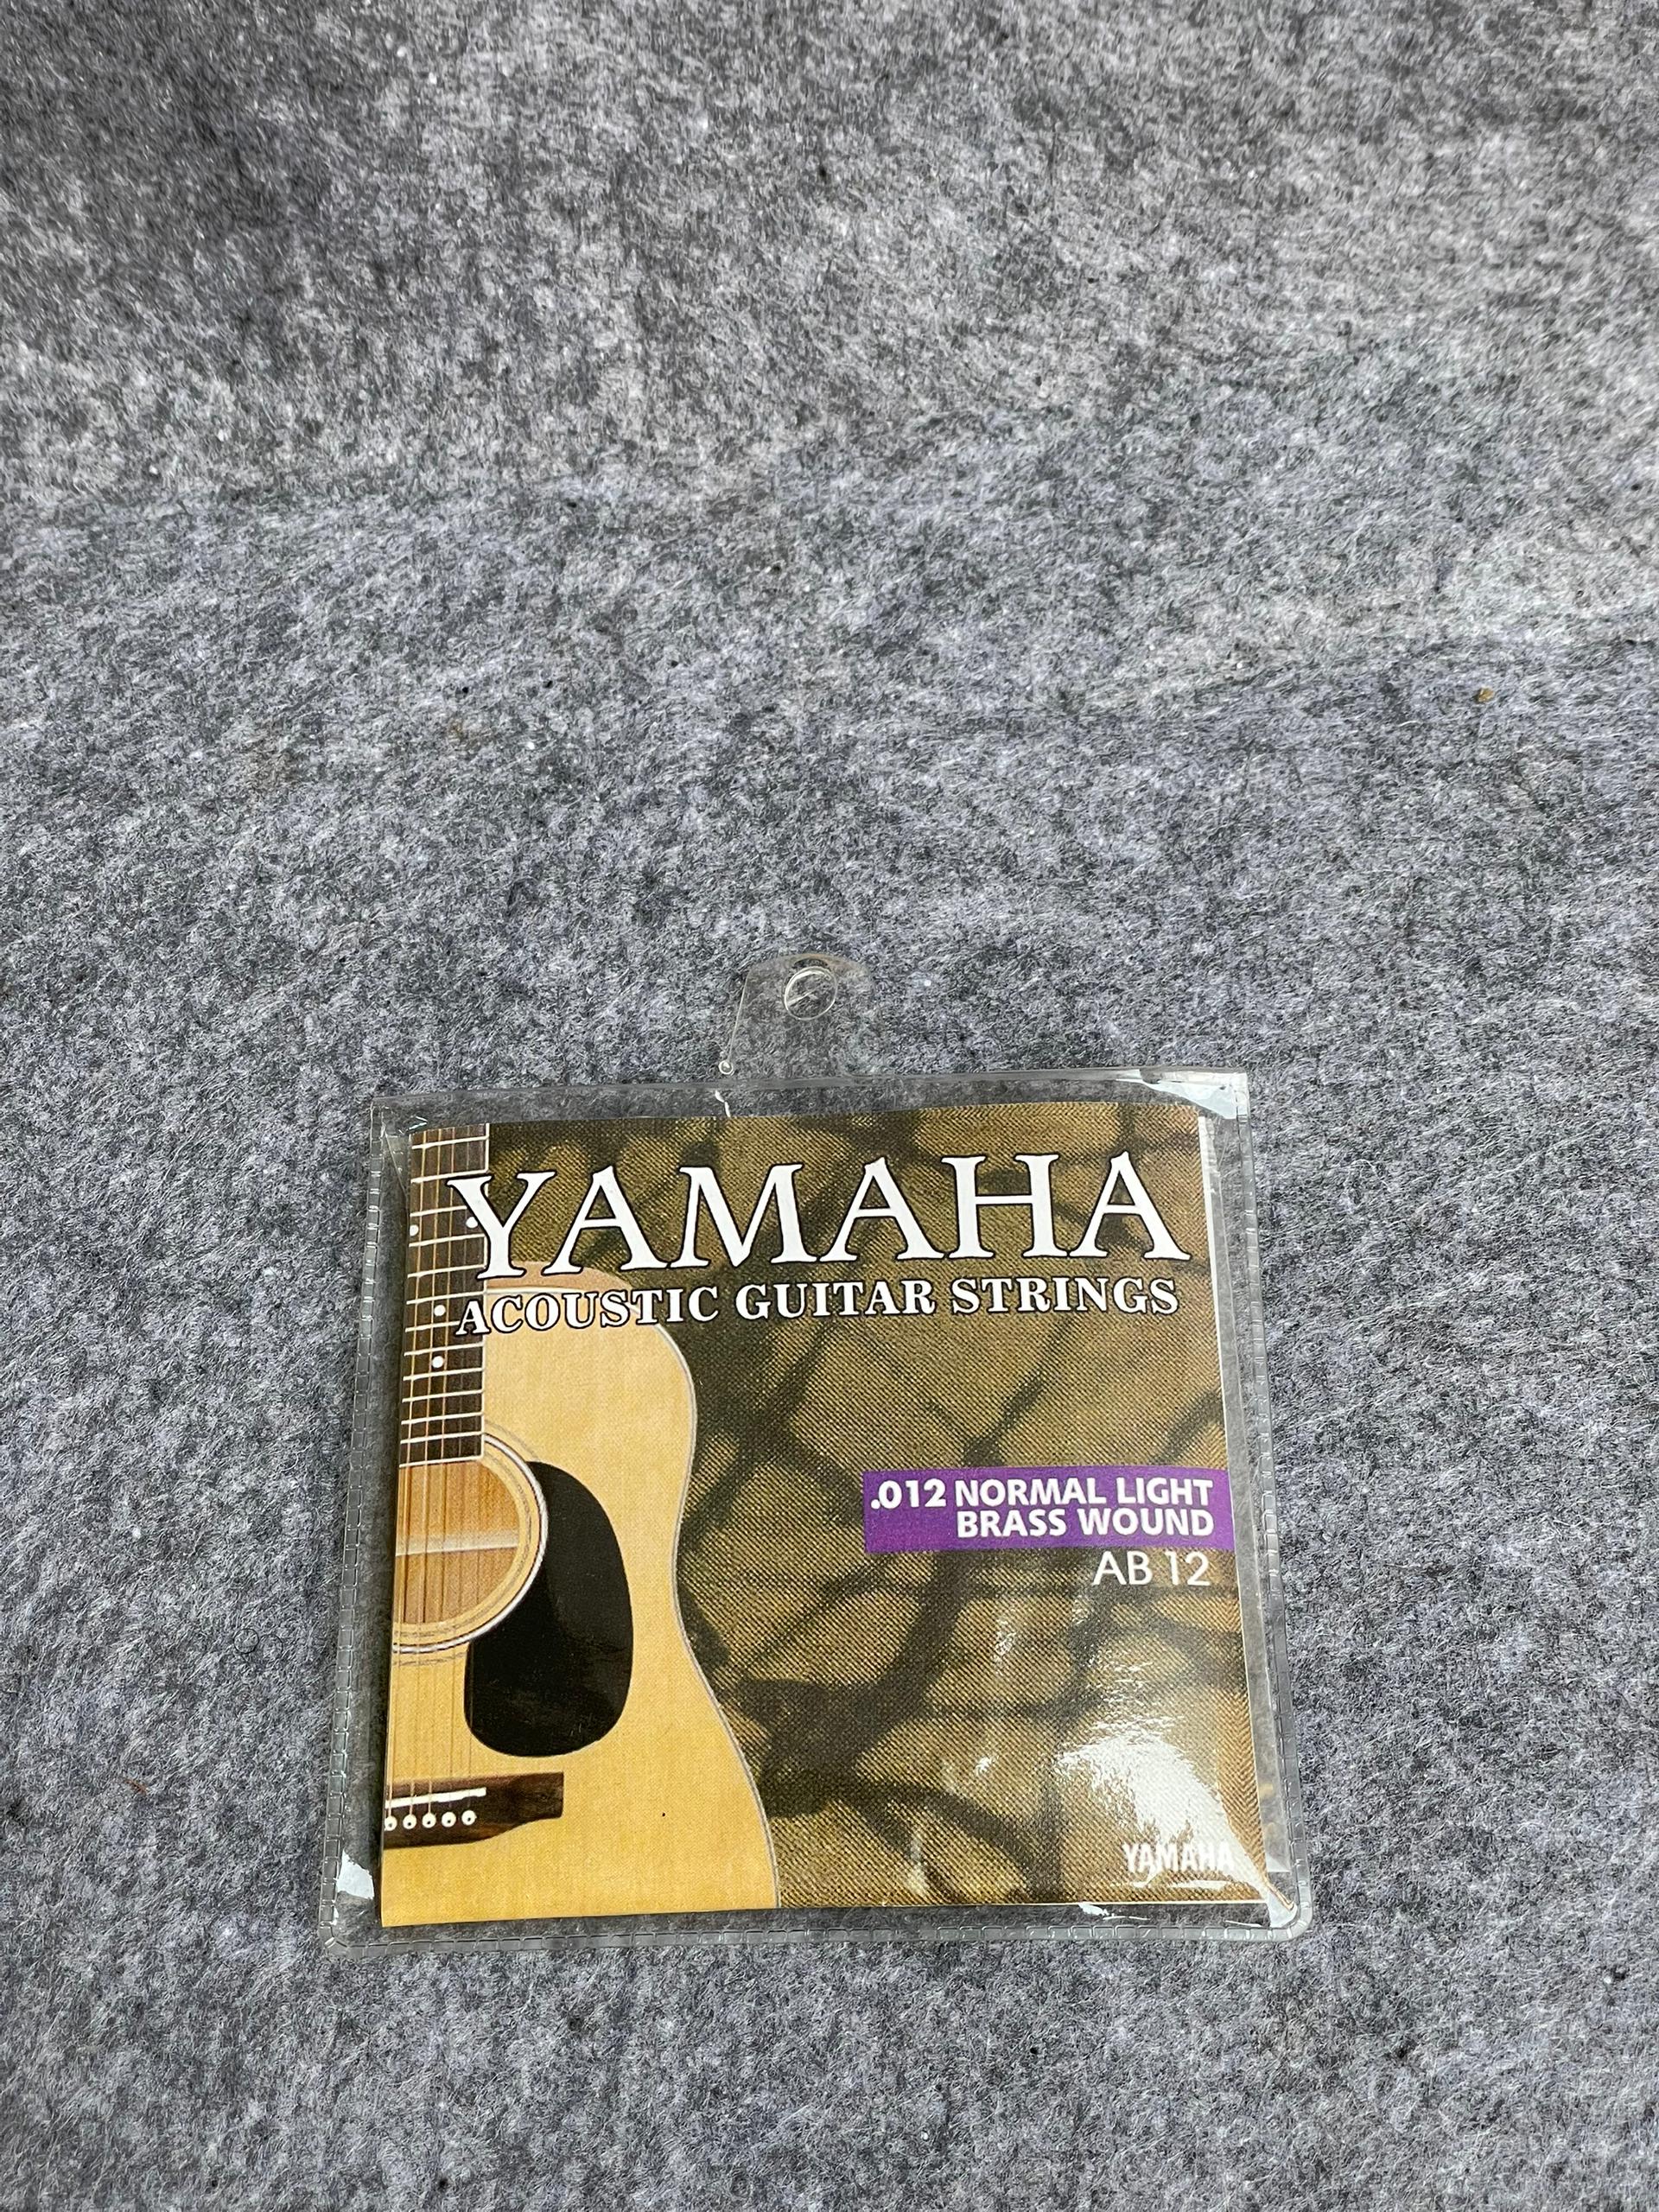 YAMAHA
ACOUSTIC GUITAR STRINGS
.012 NORMAL LIGHT
BRASS WOUND
AB 12
YAMAHA